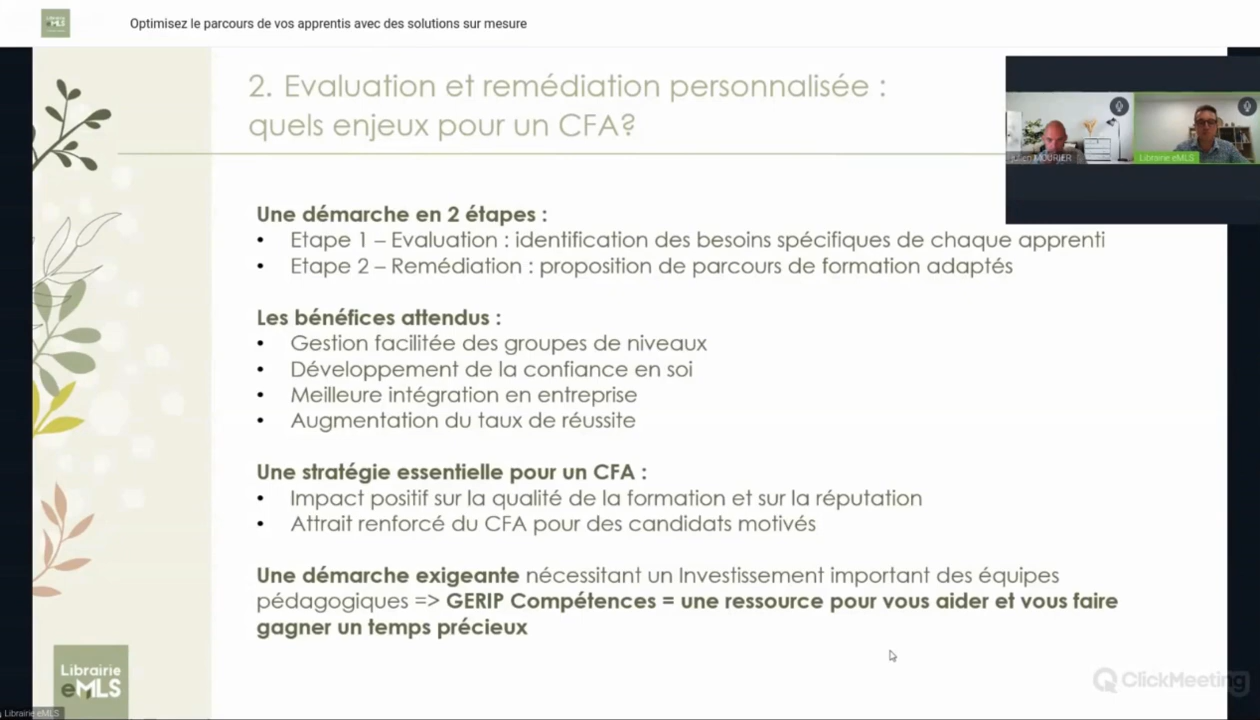 Librairie
eMLS
Optimisez le parcours de vos apprentis avec des solutions sur mesure
2. Evaluation et remédiation personnalisée :
quels enjeux pour un CFA?
MOURIER
Librairie eMLS
Une démarche en 2 étapes :
• Etape 1 – Evaluation : identification des besoins spécifiques de chaque apprenti
• Etape 2 – Remédiation : proposition de parcours de formation adaptés
Les bénéfices attendus :
• Gestion facilitée des groupes de niveaux
• Développement de la confiance en soi
• Meilleure intégration en entreprise
• Augmentation du taux de réussite
Une stratégie essentielle pour un CFA :
• Impact positif sur la qualité de la formation et sur la réputation
• Attrait renforcé du CFA pour des candidats motivés
Une démarche exigeante nécessitant un Investissement important des équipes
pédagogiques => GERIP Compétences = une ressource pour vous aider et vous faire
gagner un temps précieux
Librairie
eMLS
ClickMeeting
Librairie eMLS